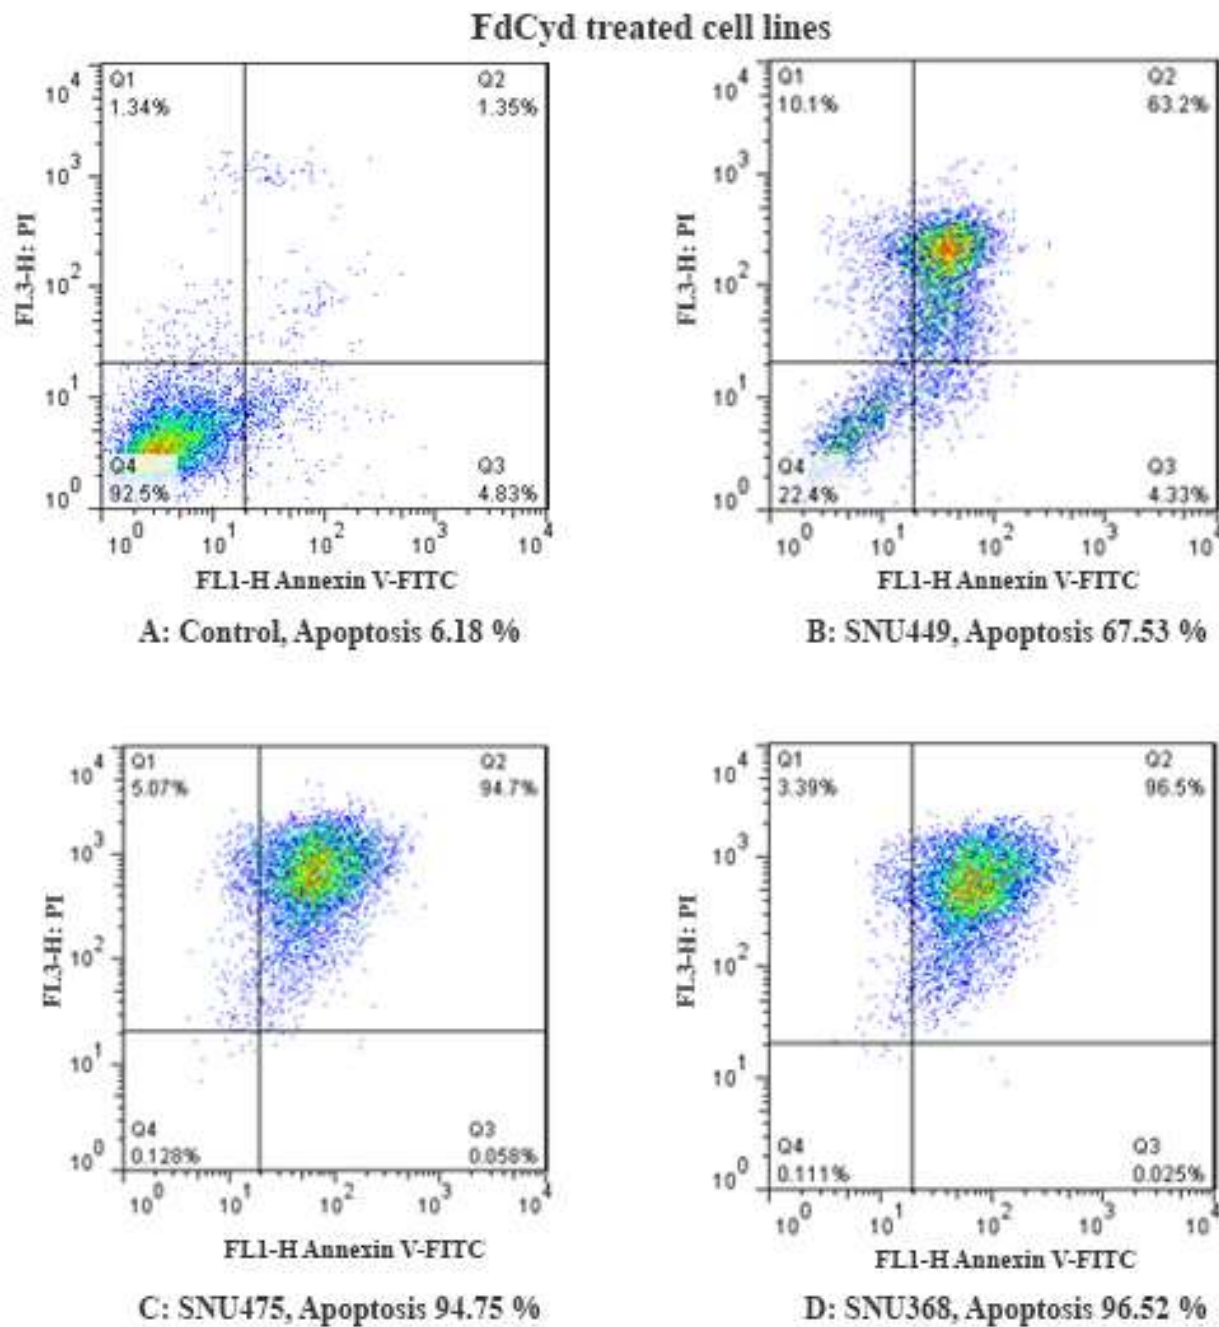 FdCyd treated cell lines
Q1
1.34%
Q2
1.35%
Q4
92.5%
Q3
4.83%
10^4
10^3
10^2
10^1
10^0
FL3-H: PI
10^0 10^1 10^2 10^3 10^4
FL1-H Annexin V-FITC
A: Control, Apoptosis 6.18 %
Q1
10.1%
Q2
63.2%
Q4
22.4%
Q3
4.33%
10^4
10^3
10^2
10^1
10^0
FL3-H: PI
10^0 10^1 10^2 10^3 10^4
FL1-H Annexin V-FITC
B: SNU449, Apoptosis 67.53 %
Q1
5.07%
Q2
94.7%
Q4
0.128%
Q3
0.058%
10^4
10^3
10^2
10^1
10^0
FL3-H: PI
10^0 10^1 10^2 10^3 10^4
FL1-H Annexin V-FITC
C: SNU475, Apoptosis 94.75 %
Q1
3.39%
Q2
96.5%
Q4
0.111%
Q3
0.025%
10^4
10^3
10^2
10^1
10^0
FL3-H: PI
10^0 10^1 10^2 10^3 10^4
FL1-H Annexin V-FITC
D: SNU368, Apoptosis 96.52 %